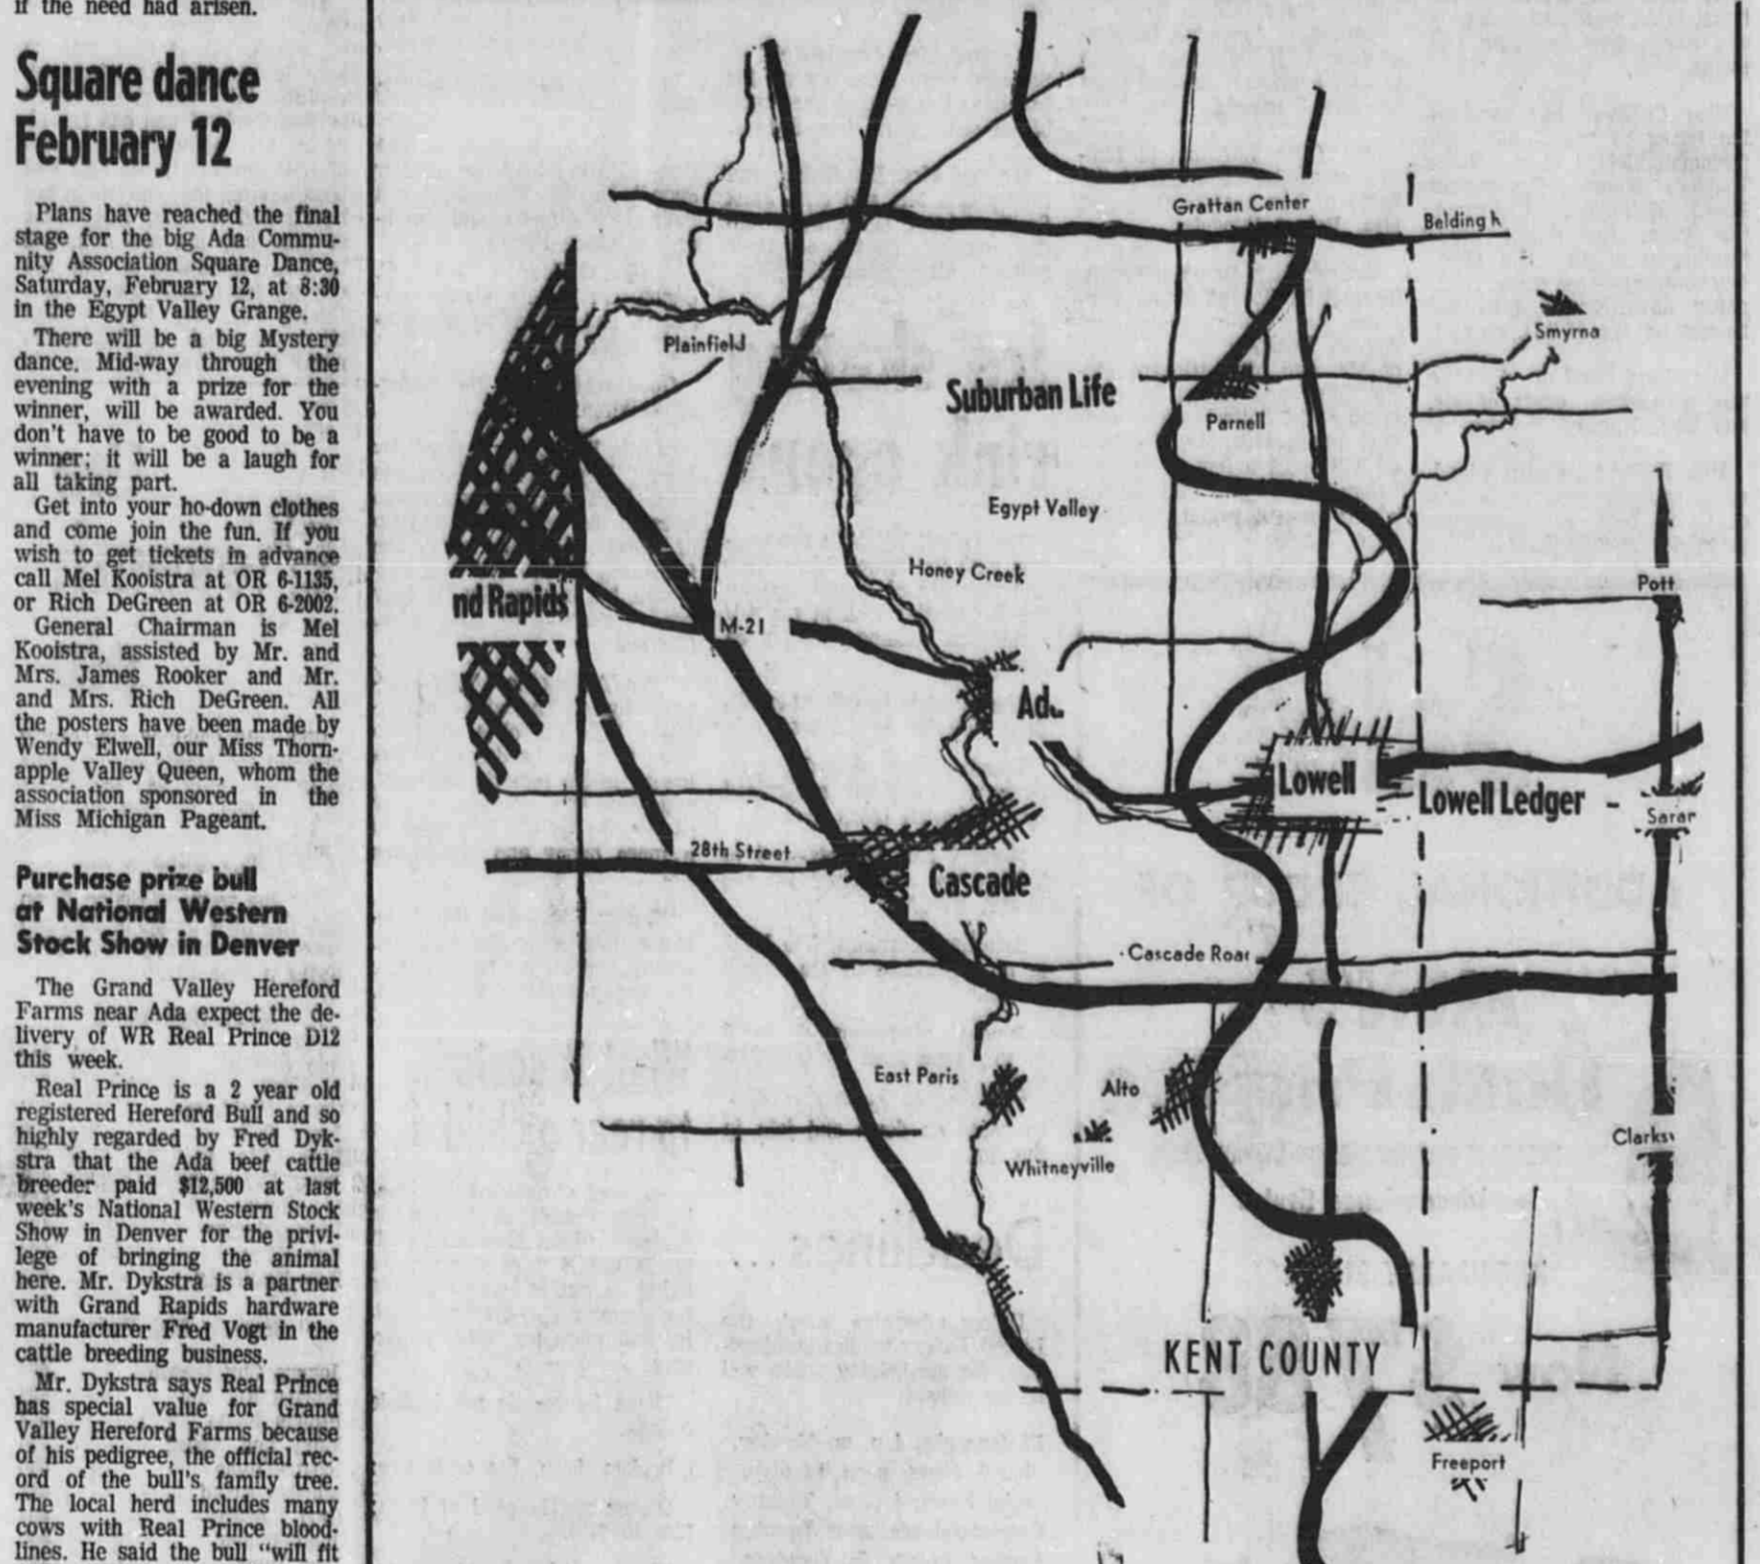 if the need had arisen.
Square dance
February 12
Plans have reached the final
stage for the big Ada Commu-
nity Association Square Dance,
Saturday, February 12, at 8:30
in the Egypt Valley Grange.
There will be a big Mystery
dance. Mid-way through the
evening with a prize for the
winner, will be awarded. You
don't have to be good to be a
winner; it will be a laugh for
all taking part.
Get into your ho-down clothes
and come join the fun. If you
wish to get tickets in advance
call Mel Kooistra at OR 6-1135,
or Rich DeGreen at OR 6-2002.
General Chairman is Mel
Kooistra, assisted by Mr. and
Mrs. James Rooker and Mr.
and Mrs. Rich DeGreen. All
the posters have been made by
Wendy Elwell, our Miss Thorn-
apple Valley Queen, whom the
association sponsored in the
Miss Michigan Pageant.
Purchase prize bull
at National Western
Stock Show in Denver
The Grand Valley Hereford
Farms near Ada expect the de-
livery of WR Real Prince D12
this week.
Real Prince is a 2 year old
registered Hereford Bull and so
highly regarded by Fred Dyk-
stra that the Ada beef cattle
breeder paid $12,500 at last
week's National Western Stock
Show in Denver for the privi-
lege of bringing the animal
here. Mr. Dykstra is a partner
with Grand Rapids hardware
manufacturer Fred Vogt in the
cattle breeding business.
Mr. Dykstra says Real Prince
has special value for Grand
Valley Hereford Farms because
of his pedigree, the official rec-
ord of the bull's family tree.
The local herd includes many
cows with Real Prince blood-
lines. He said the bull "will fit
Grattan Center
Belding
Smyrna
Plainfield
Suburban Life
Parnell
Egypt Valley
Honey Creek
Pott
nd Rapids
M-21
Ad
Lowell
Lowell Ledger -
Sarar
28th Street
Cascade
Cascade Road
East Paris
Alto
Whitneyville
Clarksv
KENT COUNTY
Freeport